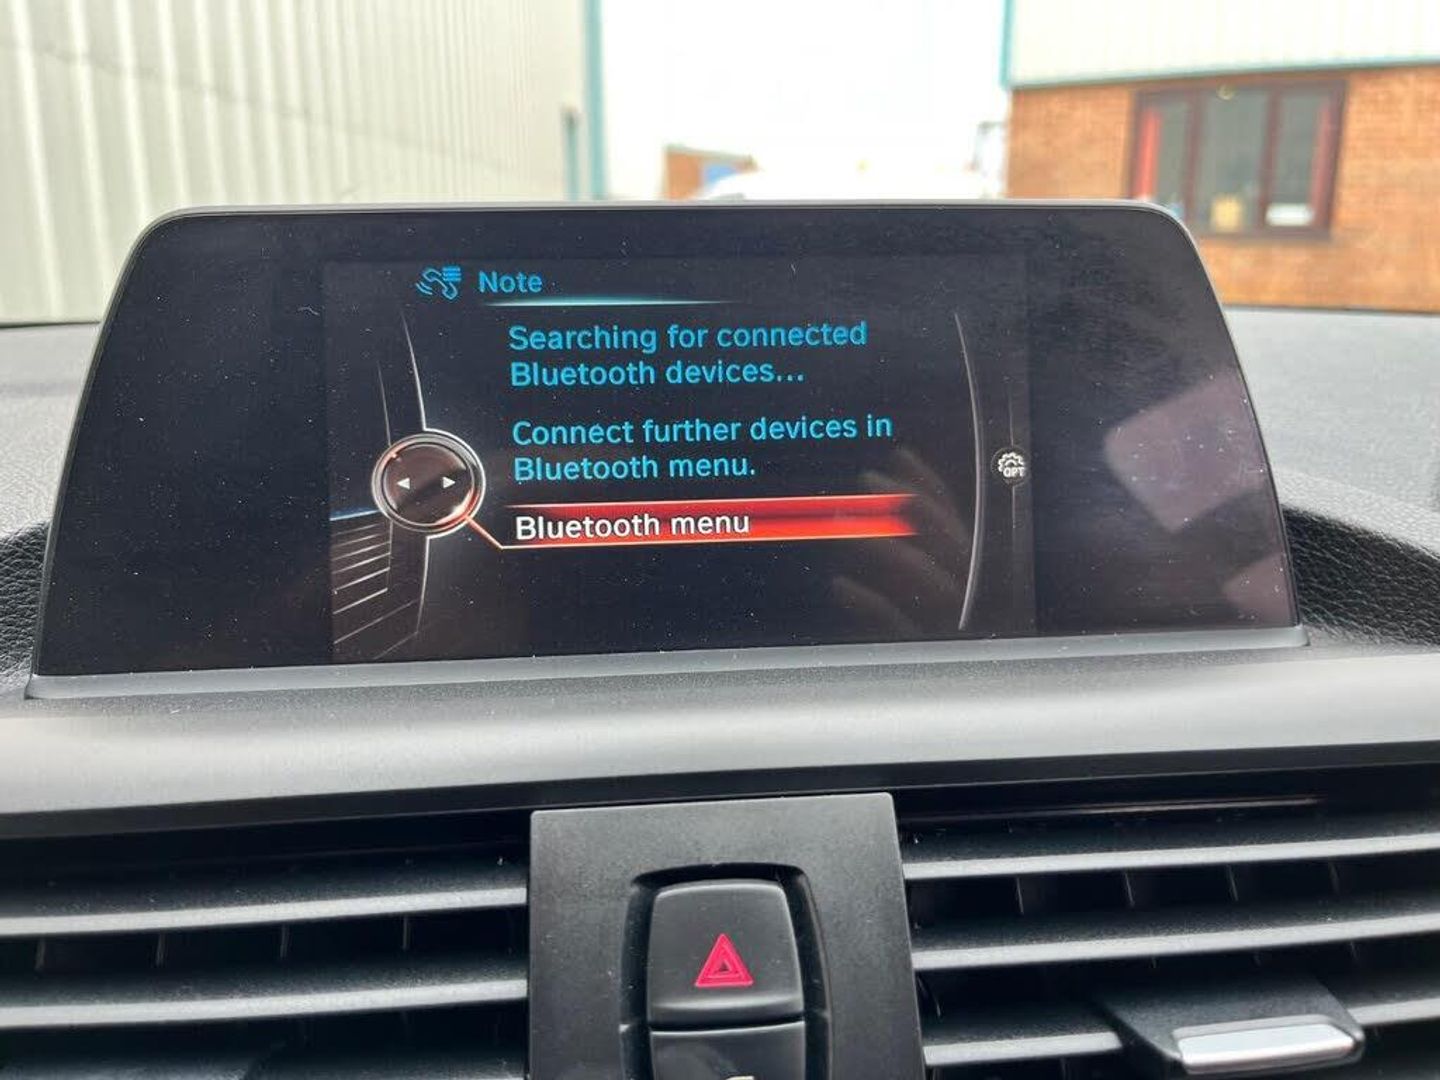 Note
Searching for connected
Bluetooth devices...
Connect further devices in
Bluetooth menu.
OPT
Bluetooth menu